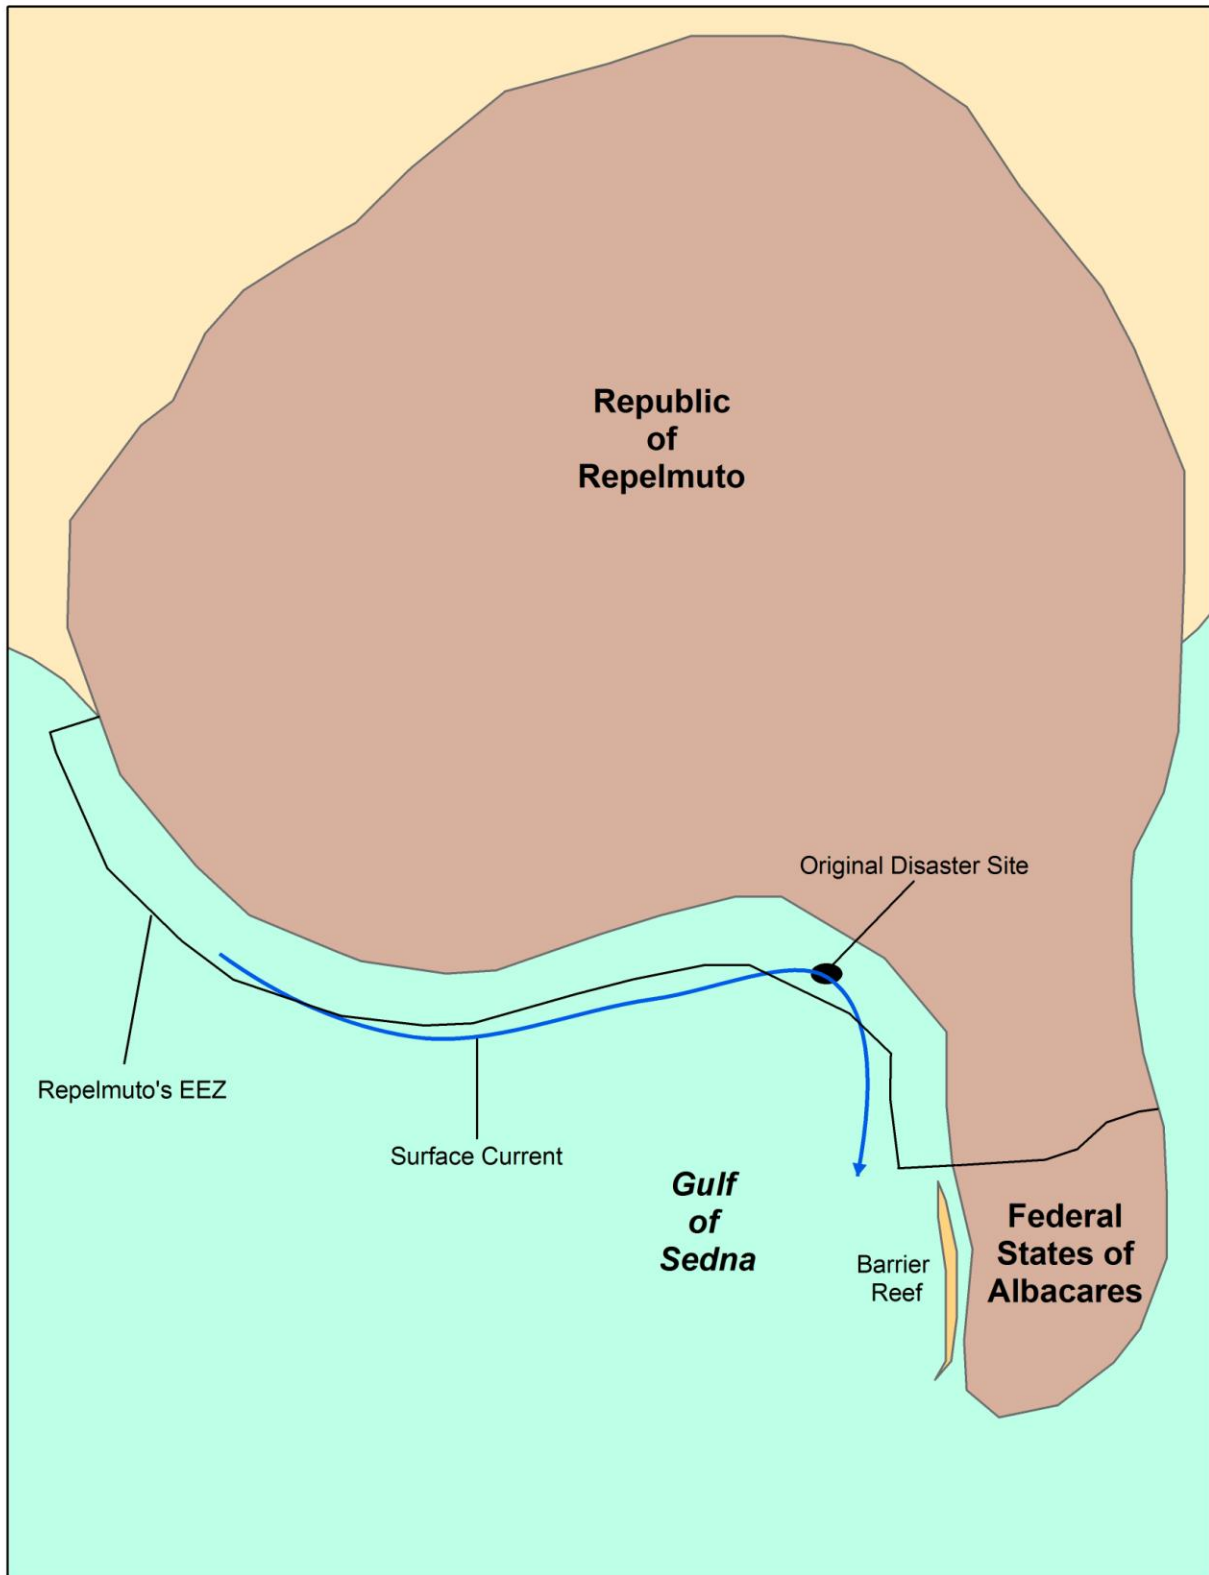 Republic
of
Repelmuto
Original Disaster Site
Repelmuto's EEZ
Surface Current
Gulf
of
Sedna
Barrier
Reef
Federal
States of
Albacares